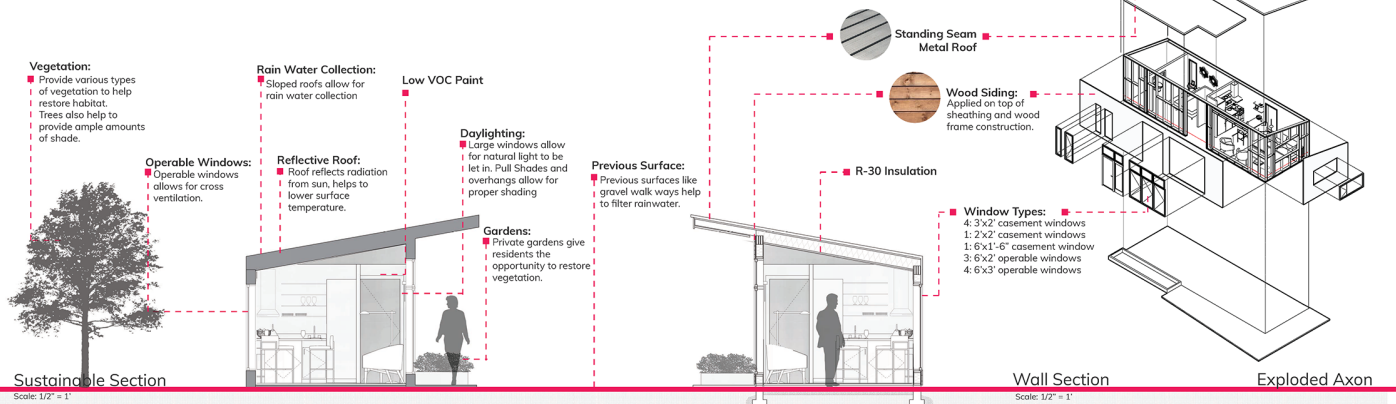 Vegetation:
Provide various types
of vegetation to help
restore habitat.
Trees also help to
provide ample amounts
of shade.
Operable Windows:
Operable windows
allows for cross
ventilation.
Rain Water Collection:
Sloped roofs allow for
rain water collection
Reflective Roof:
Roof reflects radiation
from sun, helps to
lower surface
temperature.
Low VOC Paint
Daylighting:
Large windows allow
for natural light to be
let in. Pull Shades and
overhangs allow for
proper shading
Gardens:
Private gardens give
residents the
opportunity to restore
vegetation.
Previous Surface:
Previous surfaces like
gravel walk ways help
to filter rainwater.
Standing Seam
Metal Roof
Wood Siding:
Applied on top of
sheathing and wood
frame construction.
R-30 Insulation
Window Types:
4: 3'x2' casement windows
1: 2'x2' casement windows
1: 6'x1'-6" casement window
3: 6'x2' operable windows
4: 6'x3' operable windows
Sustainable Section
Scale: 1/2" = 1'
Wall Section
Scale: 1/2" = 1'
Exploded Axon